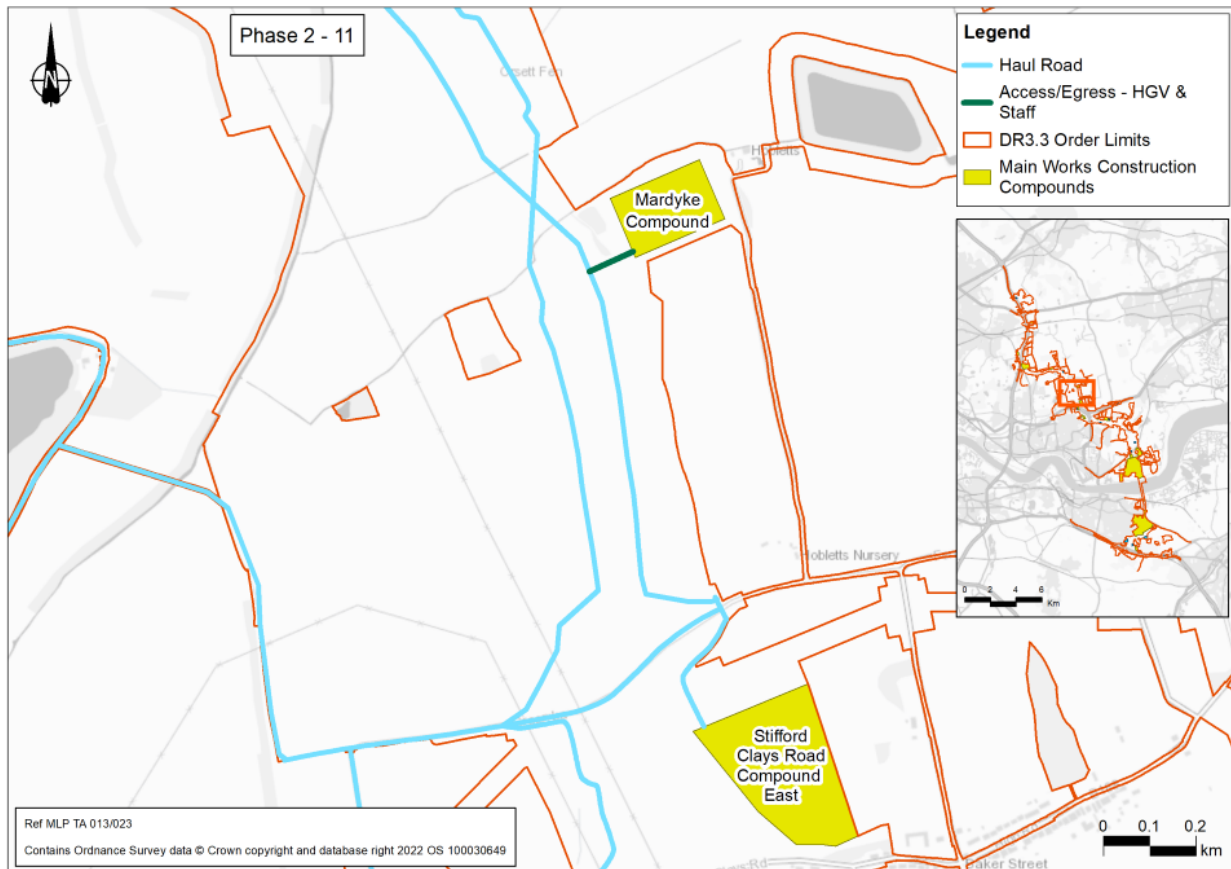 Phase 2 - 11
N
Orsett Fen
Hobletts
Mardyke
Compound
Hobletts Nursery
Stifford
Clays Road
Compound
East
Baker Street
Rd
Legend
Haul Road
Access/Egress - HGV &
Staff
DR3.3 Order Limits
Main Works Construction
Compounds
0 2 4 6
Km
0 0.1 0.2
km
Ref MLP TA 013/023
Contains Ordnance Survey data © Crown copyright and database right 2022 OS 100030649